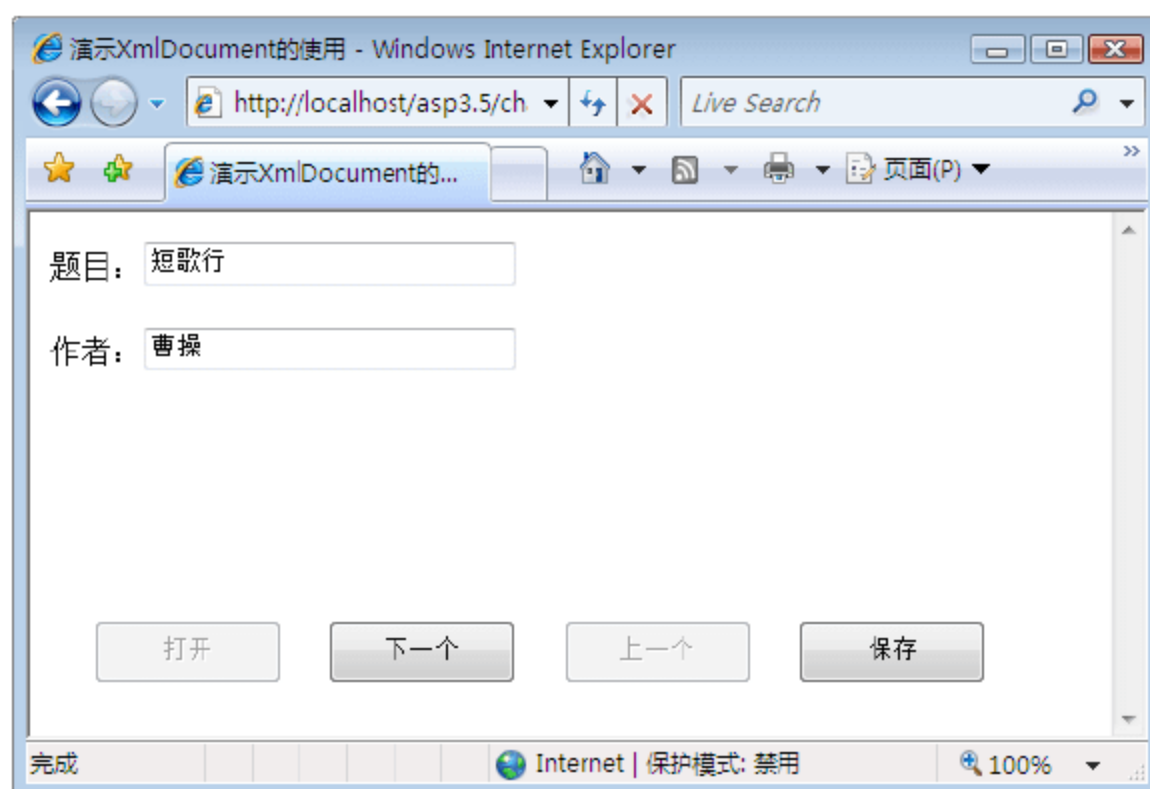 演示XmlDocument的使用 - Windows Internet Explorer
http://localhost/asp3.5/ch Live Search
演示XmlDocument的... 页面(P) »
题目： 短歌行
作者： 曹操
打开 下一个 上一个 保存
完成 Internet | 保护模式: 禁用 100%